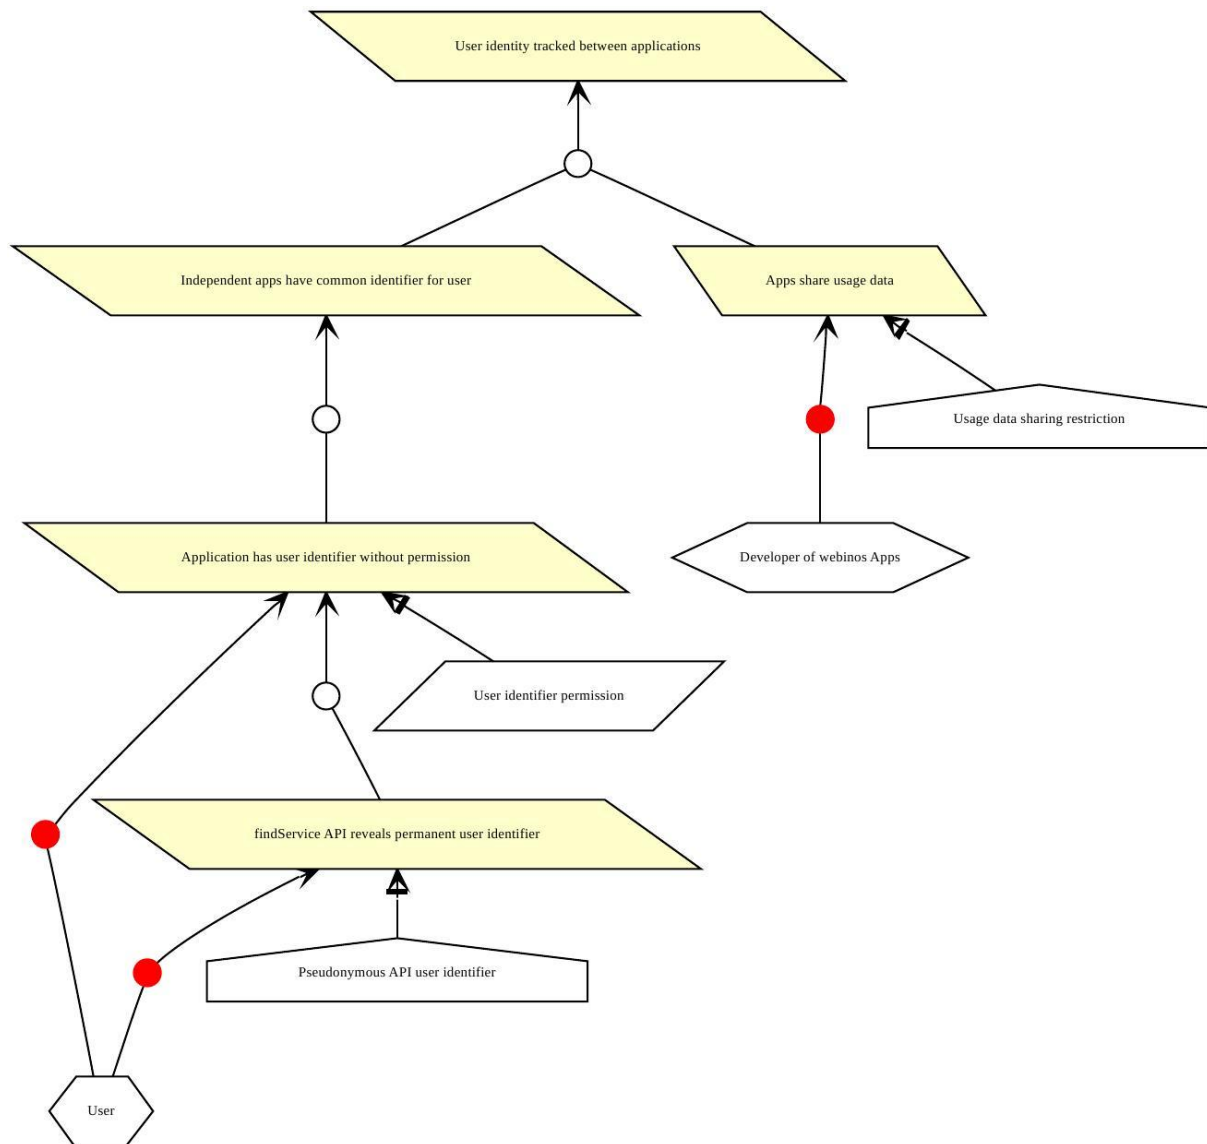 User identity tracked between applications
Independent apps have common identifier for user
Apps share usage data
Usage data sharing restriction
Application has user identifier without permission
Developer of webinos Apps
User identifier permission
findService API reveals permanent user identifier
Pseudonymous API user identifier
User